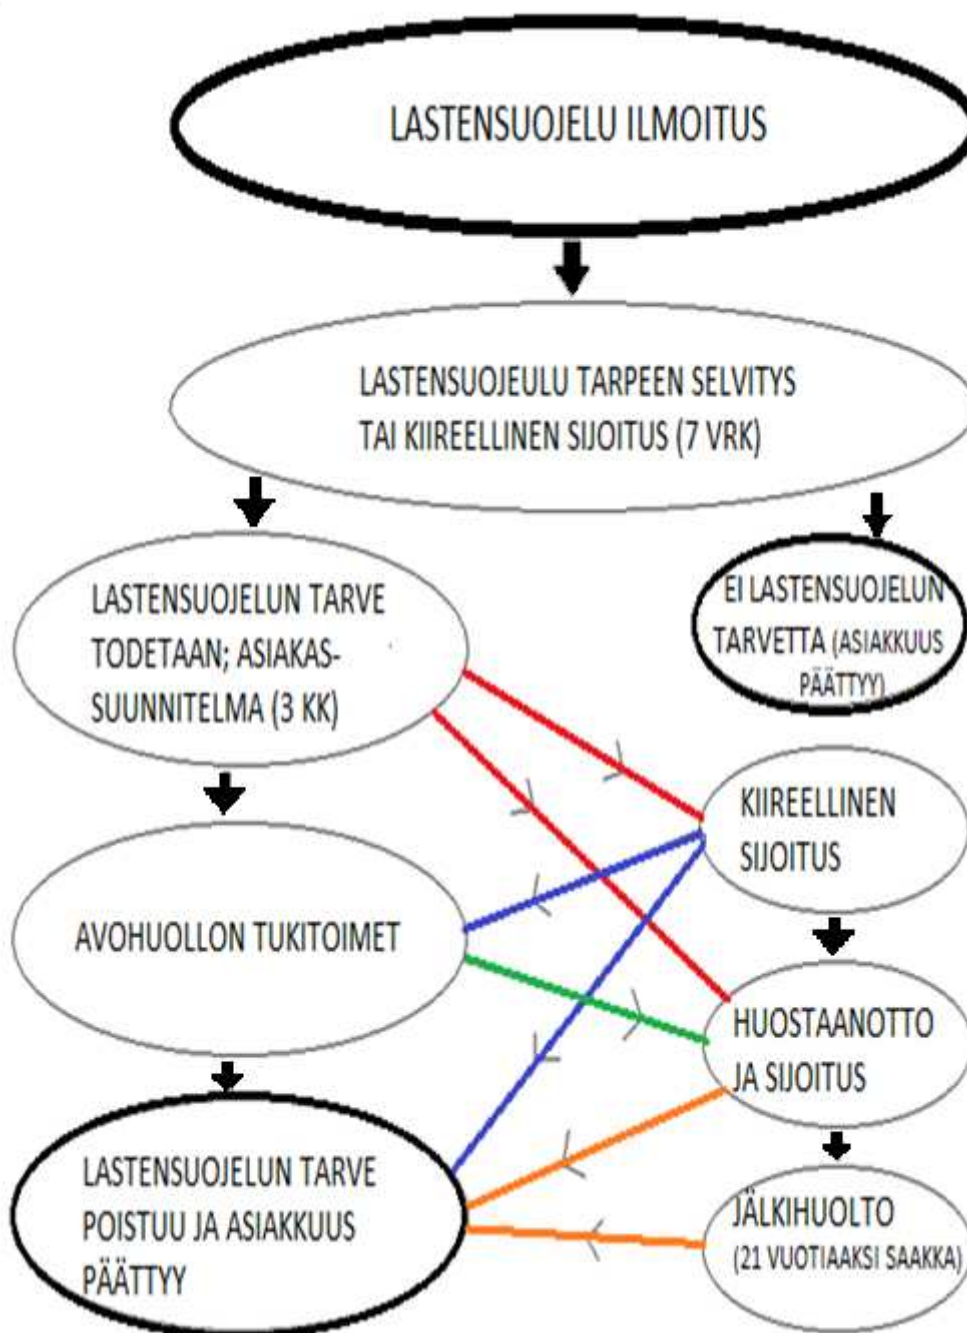 LASTENSUOJELU ILMOITUS
LASTENSUOJEULU TARPEEN SELVITYS
TAI KIIREELLINEN SIJOITUS (7 VRK)
LASTENSUOJELUN TARVE
TODETAAN; ASIAKAS-
SUUNNITELMA (3 KK)
EI LASTENSUOJELUN
TARVETTA (ASIAKKUUS
PÄÄTTYY)
KIIREELLINEN
SIJOITUS
AVOHUOLLON TUKITOIMET
HUOSTAANOTTO
JA SIJOITUS
LASTENSUOJELUN TARVE
POISTUU JA ASIAKKUUS
PÄÄTTYY
JÄLKIHUOLTO
(21 VUOTIAAKSI SAAKKA)